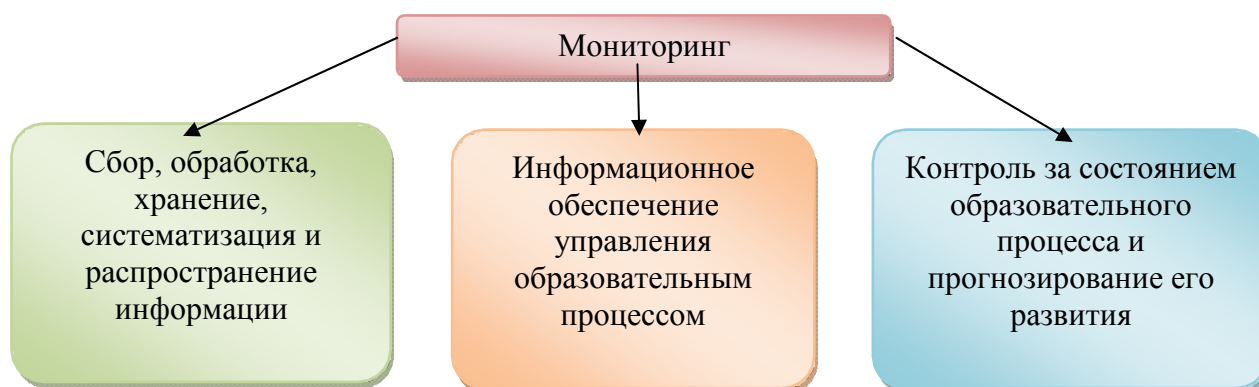 Мониторинг
Сбор, обработка,
хранение,
систематизация и
распространение
информации
Информационное
обеспечение
управления
образовательным
процессом
Контроль за состоянием
образовательного
процесса и
прогнозирование его
развития